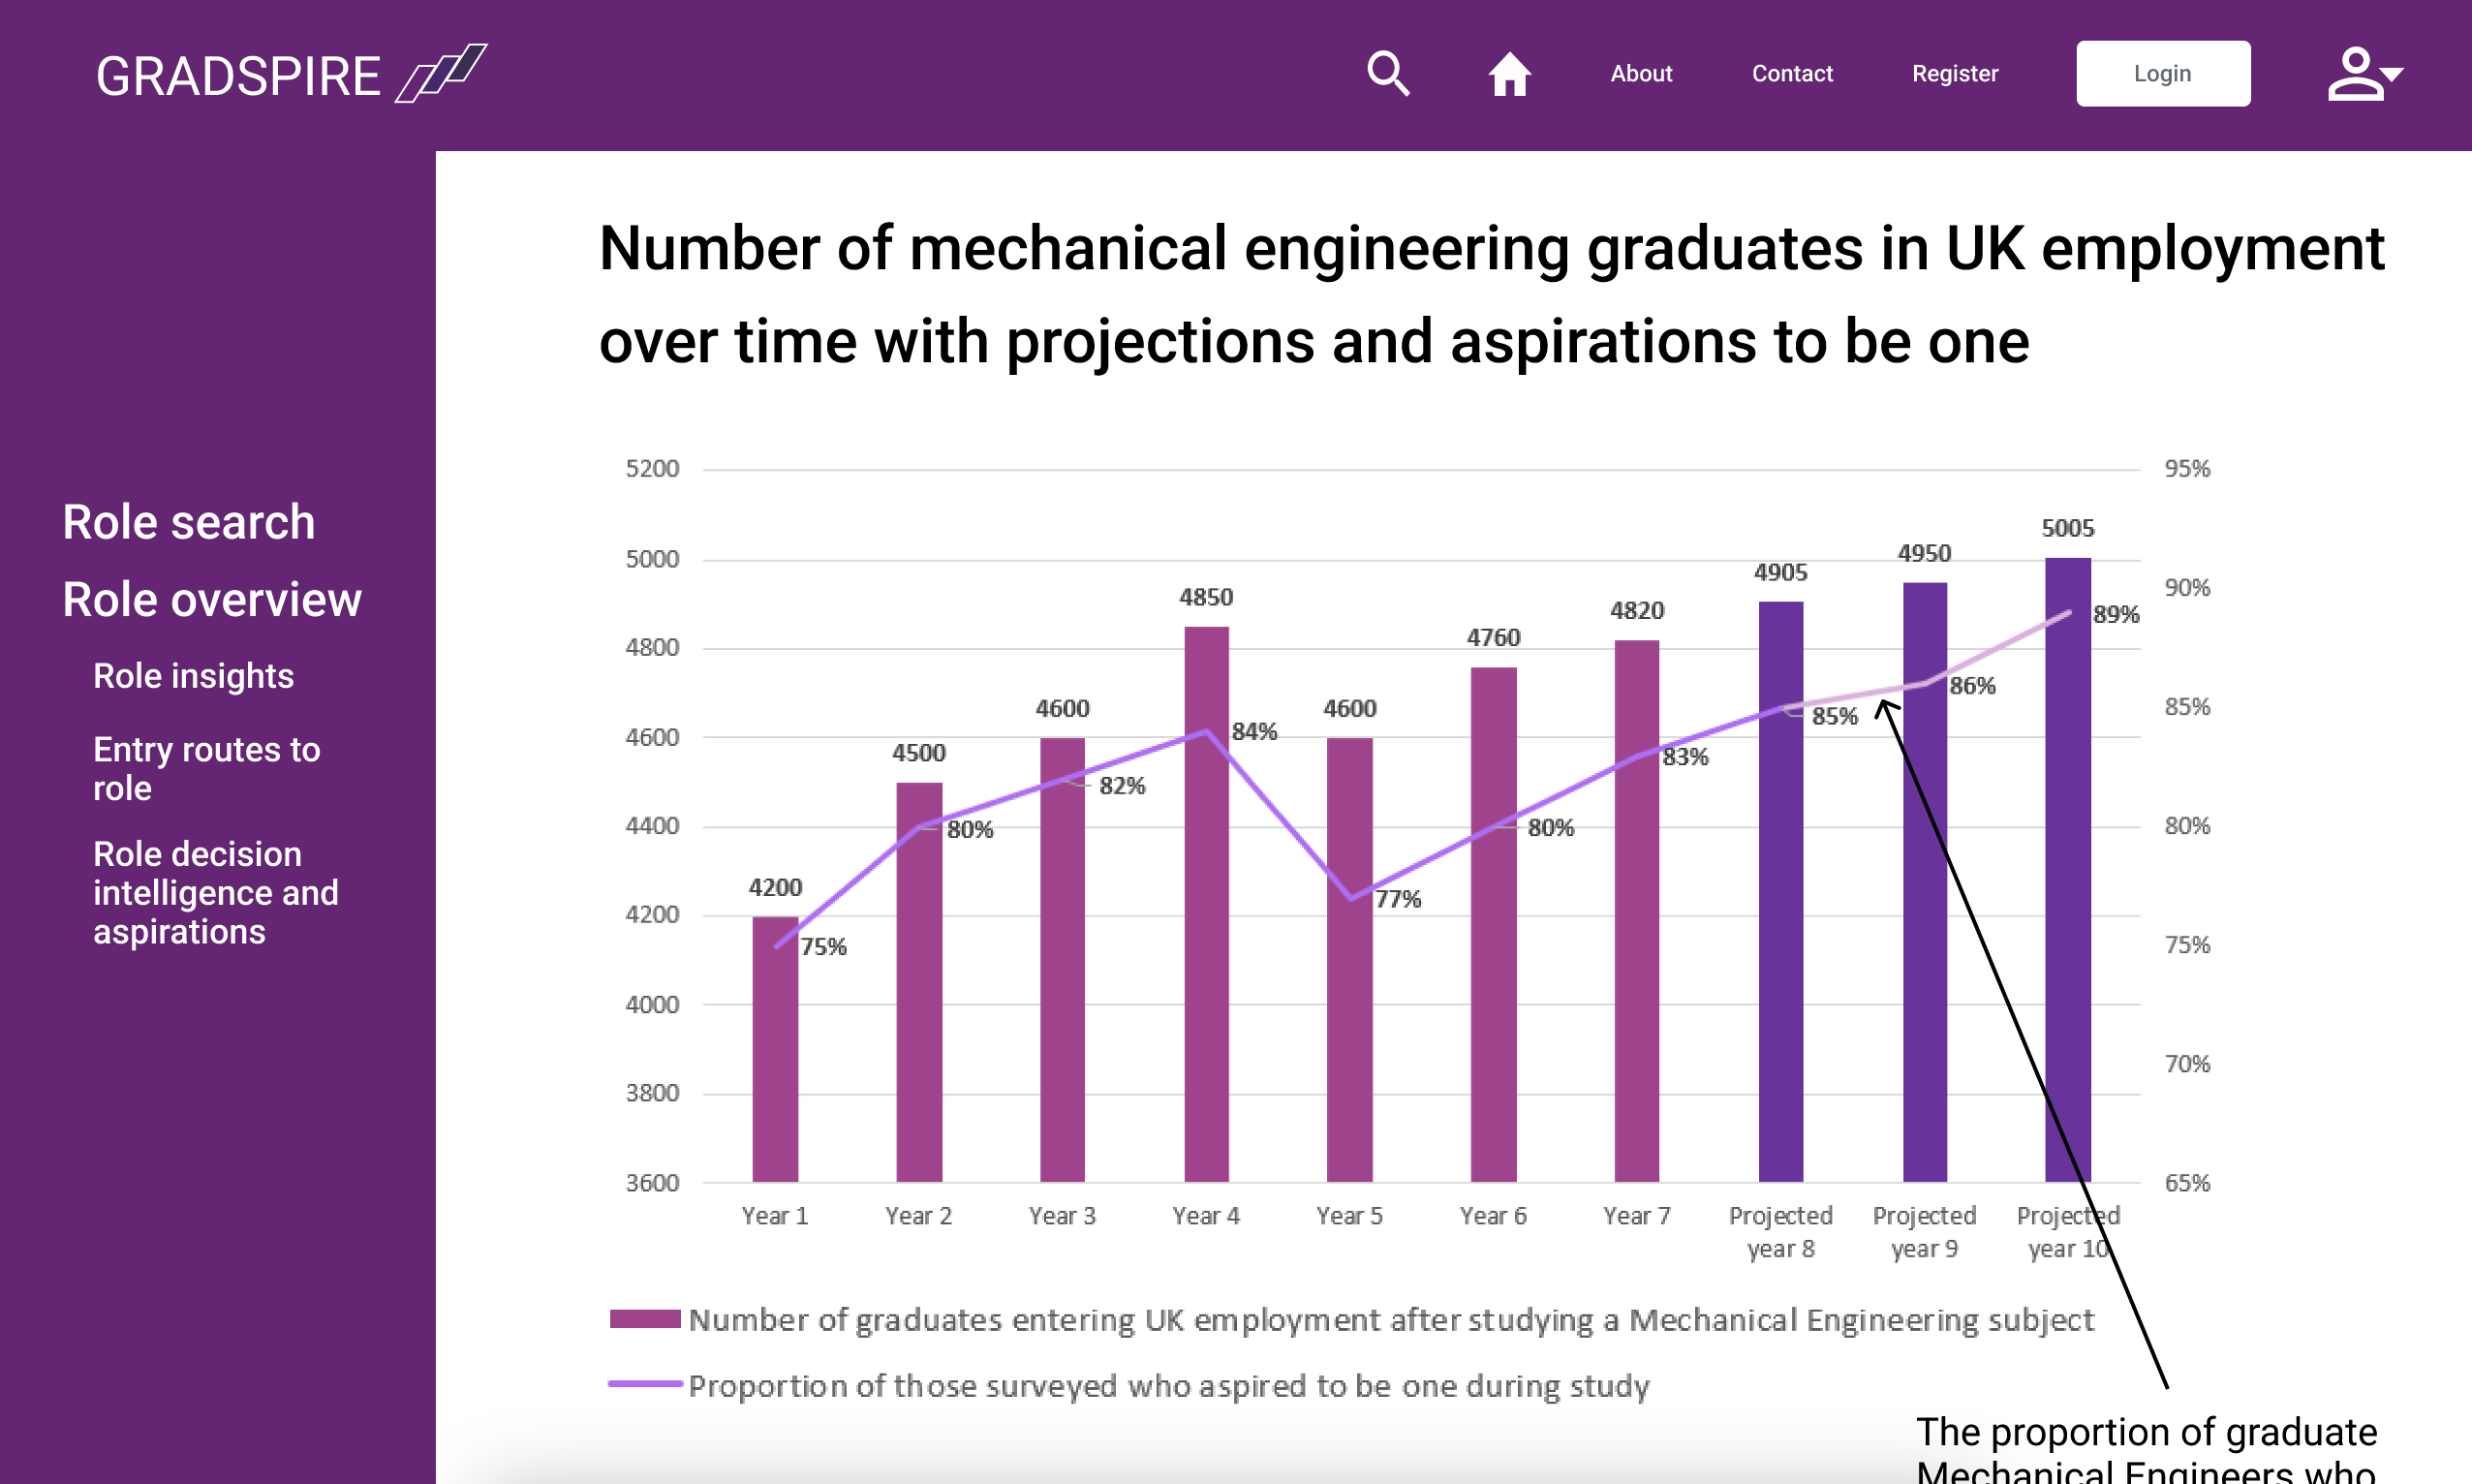 GRADSPIRE
About
Contact
Register
Login
Role search
Role overview
Role insights
Entry routes to
role
Role decision
intelligence and
aspirations
Number of mechanical engineering graduates in UK employment
over time with projections and aspirations to be one
5200
5000
4800
4600
4400
4200
4000
3800
3600
95%
90%
85%
80%
75%
70%
65%
4200
4500
4600
4850
4600
4760
4820
4905
4950
5005
75%
80%
82%
84%
77%
80%
83%
85%
86%
89%
Year 1
Year 2
Year 3
Year 4
Year 5
Year 6
Year 7
Projected
year 8
Projected
year 9
Projected
year 10
Number of graduates entering UK employment after studying a Mechanical Engineering subject
Proportion of those surveyed who aspired to be one during study
The proportion of graduate
Mechanical Engineers who